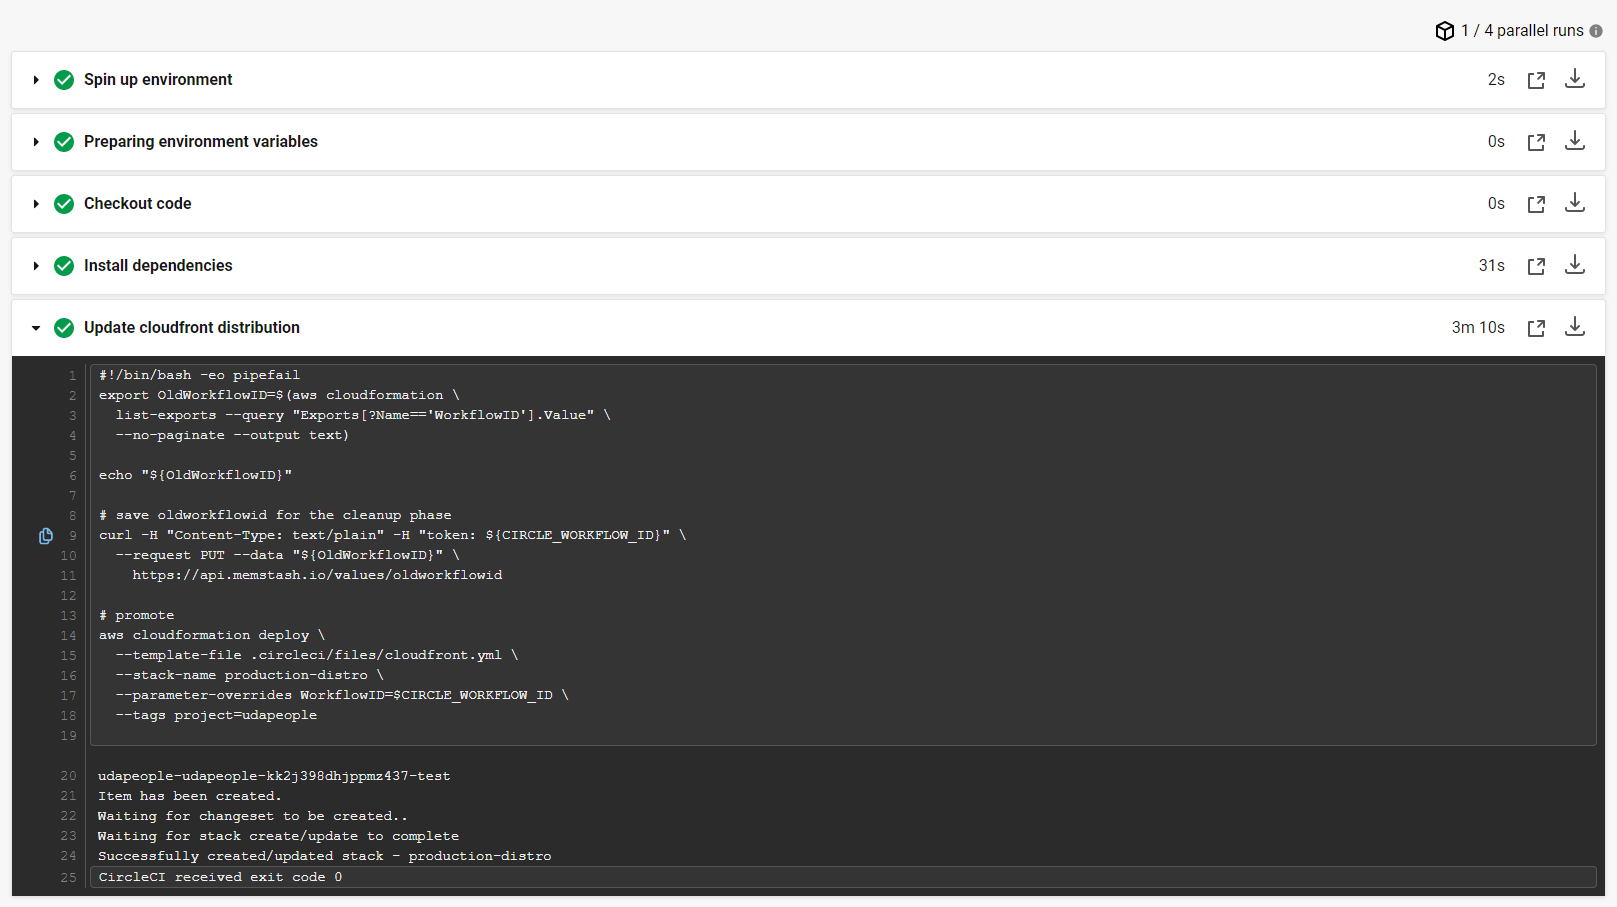 1 / 4 parallel runs
Spin up environment 2s
Preparing environment variables 0s
Checkout code 0s
Install dependencies 31s
Update cloudfront distribution 3m 10s
1 #!/bin/bash -eo pipefail
2 export OldWorkflowID=$(aws cloudformation \
3   list-exports --query "Exports[?Name=='WorkflowID'].Value" \
4   --no-paginate --output text)
5
6 echo "${OldWorkflowID}"
7
8 # save oldworkflowid for the cleanup phase
9 curl -H "Content-Type: text/plain" -H "token: ${CIRCLE_WORKFLOW_ID}" \
10   --request PUT --data "${OldWorkflowID}" \
11     https://api.memstash.io/values/oldworkflowid
12
13 # promote
14 aws cloudformation deploy \
15   --template-file .circleci/files/cloudfront.yml \
16   --stack-name production-distro \
17   --parameter-overrides WorkflowID=$CIRCLE_WORKFLOW_ID \
18   --tags project=udapeople
19
20 udapeople-udapeople-kk2j398dhjppmz437-test
21 Item has been created.
22 Waiting for changeset to be created..
23 Waiting for stack create/update to complete
24 Successfully created/updated stack - production-distro
25 CircleCI received exit code 0